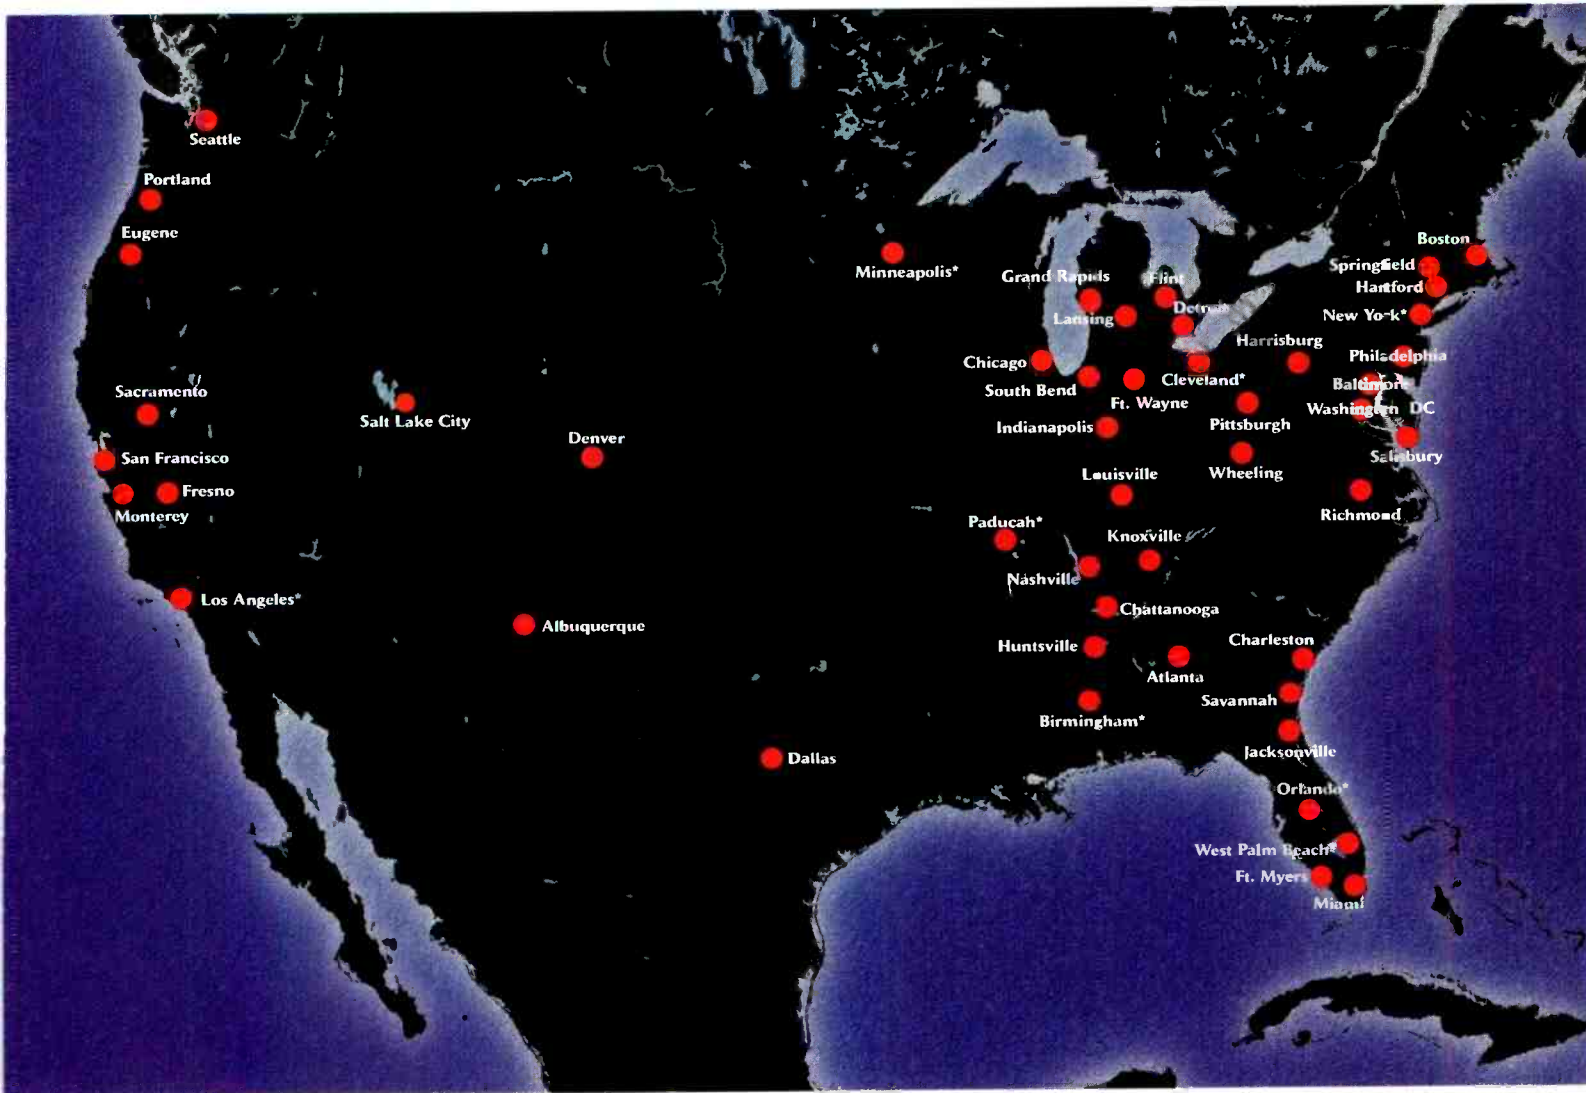 Seattle
Portland
Eugene
Sacramento
San Francisco
Fresno
Monterey
Los Angeles*
Salt Lake City
Denver
Albuquerque
Dallas
Minneapolis*
Grand Rapids
Flint
Lansing
Detroit
Chicago
South Bend
Ft. Wayne
Cleveland*
Indianapolis
Louisville
Paducah*
Knoxville
Nashville
Chattanooga
Huntsville
Atlanta
Birmingham*
Boston
Springfield
Hartford
New York*
Harrisburg
Philadelphia
Baltimore
Washington DC
Pittsburgh
Salisbury
Wheeling
Richmond
Charleston
Savannah
Jacksonville
Orlando*
West Palm Beach*
Ft. Myers
Miami